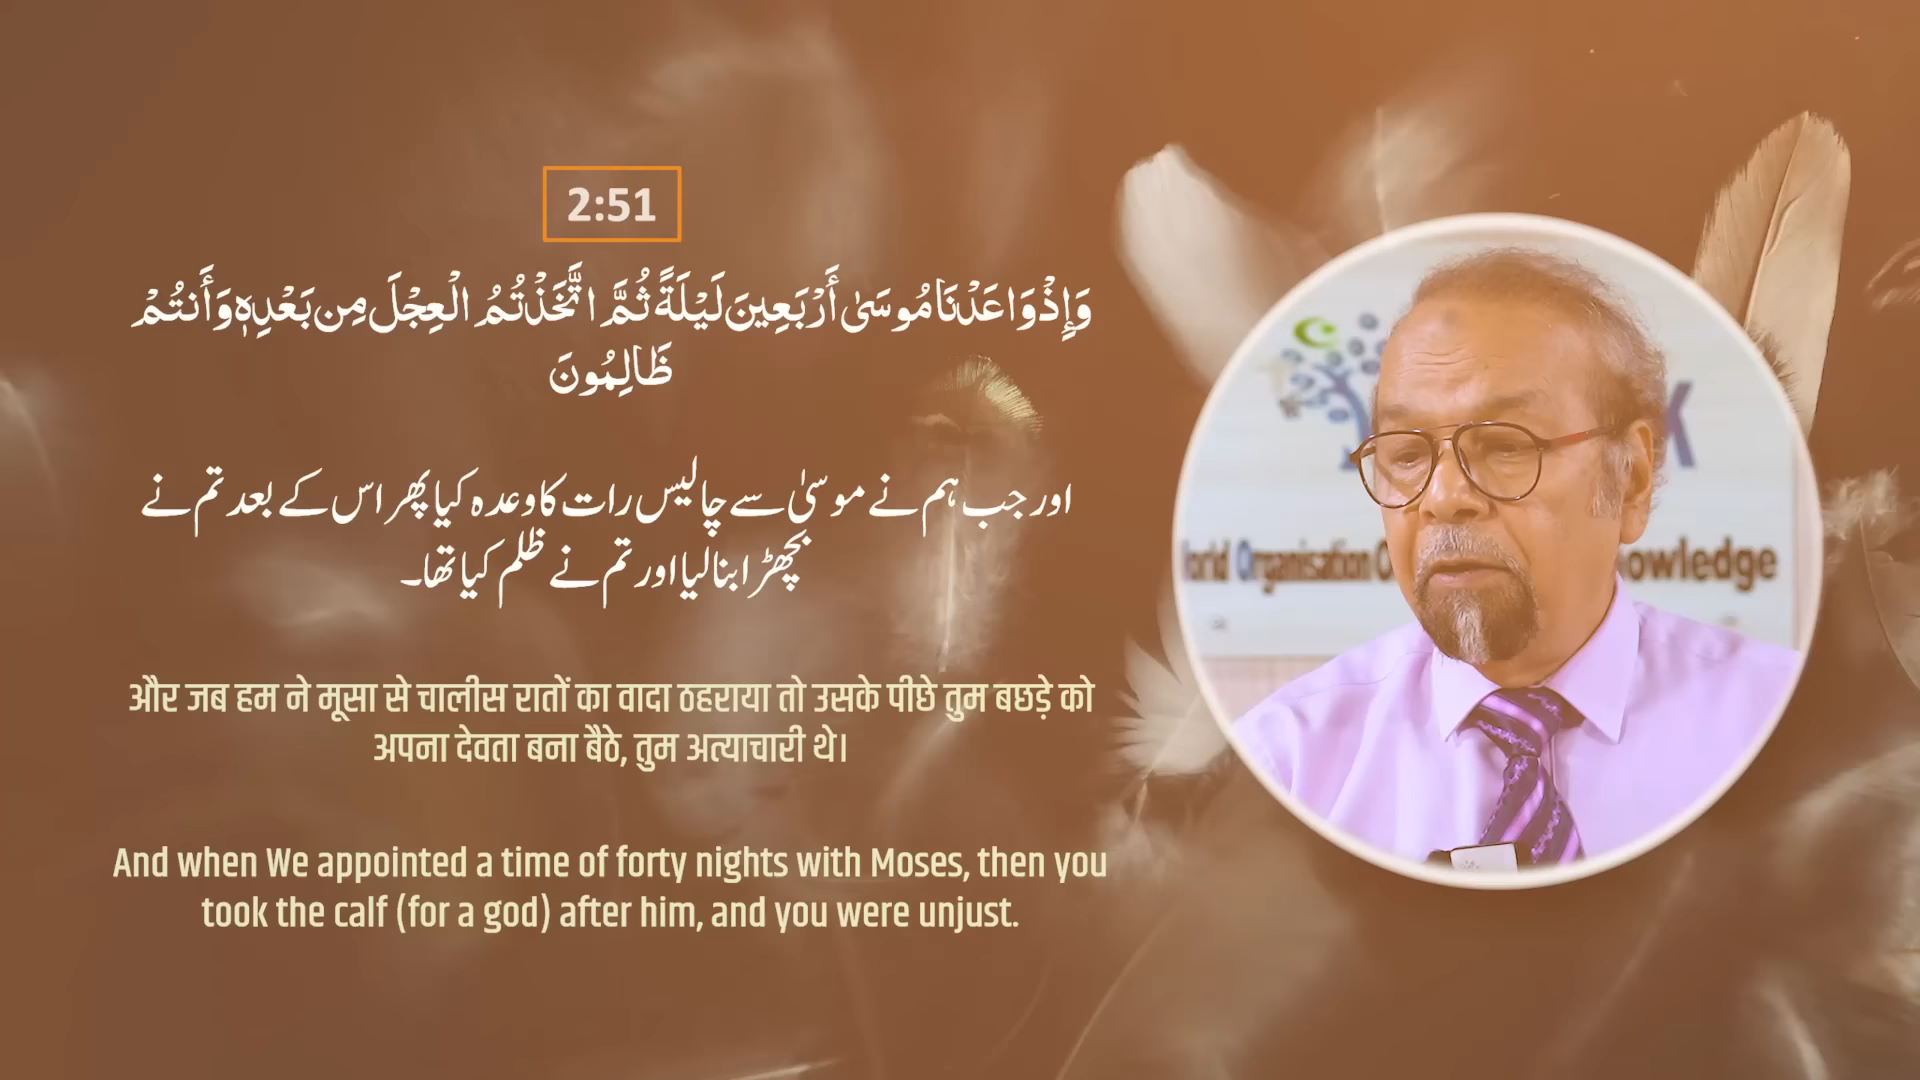 2:51
وَإِذْ وَاعَدْنَا مُوسَىٰ أَرْبَعِينَ لَيْلَةً ثُمَّ اتَّخَذْتُمُ الْعِجْلَ مِن بَعْدِهِ وَأَنتُمْ
ظَالِمُونَ
اور جب ہم نے موسیٰ سے چالیس رات کا وعدہ کیا پھر اس کے بعد تم نے
بچھڑا بنا لیا اور تم نے ظلم کیا تھا۔
और जब हम ने मूसा से चालीस रातों का वादा ठहराया तो उसके पीछे तुम बछड़े को
अपना देवता बना बैठे, तुम अत्याचारी थे।
And when We appointed a time of forty nights with Moses, then you
took the calf (for a god) after him, and you were unjust.
K
orld Organisation O owledge